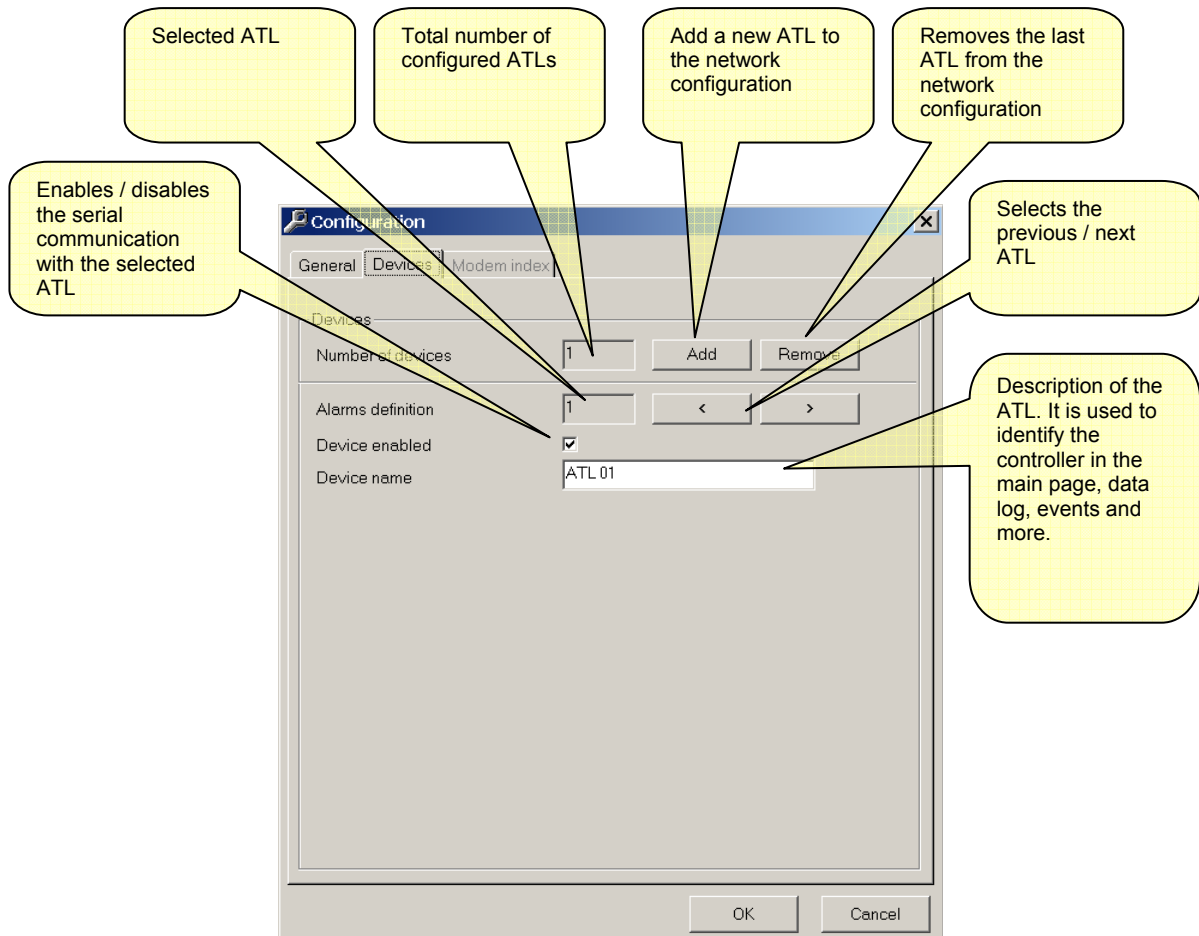 Selected ATL
Total number of
configured ATLs
Add a new ATL to
the network
configuration
Removes the last
ATL from the
network
configuration
Enables / disables
the serial
communication
with the selected
ATL
Selects the
previous / next
ATL
Description of the
ATL. It is used to
identify the
controller in the
main page, data
log, events and
more.
Configuration
General Devices Modem index
Devices
Number of devices 1 Add Remove
Alarms definition 1 < >
Device enabled
Device name ATL 01
OK Cancel